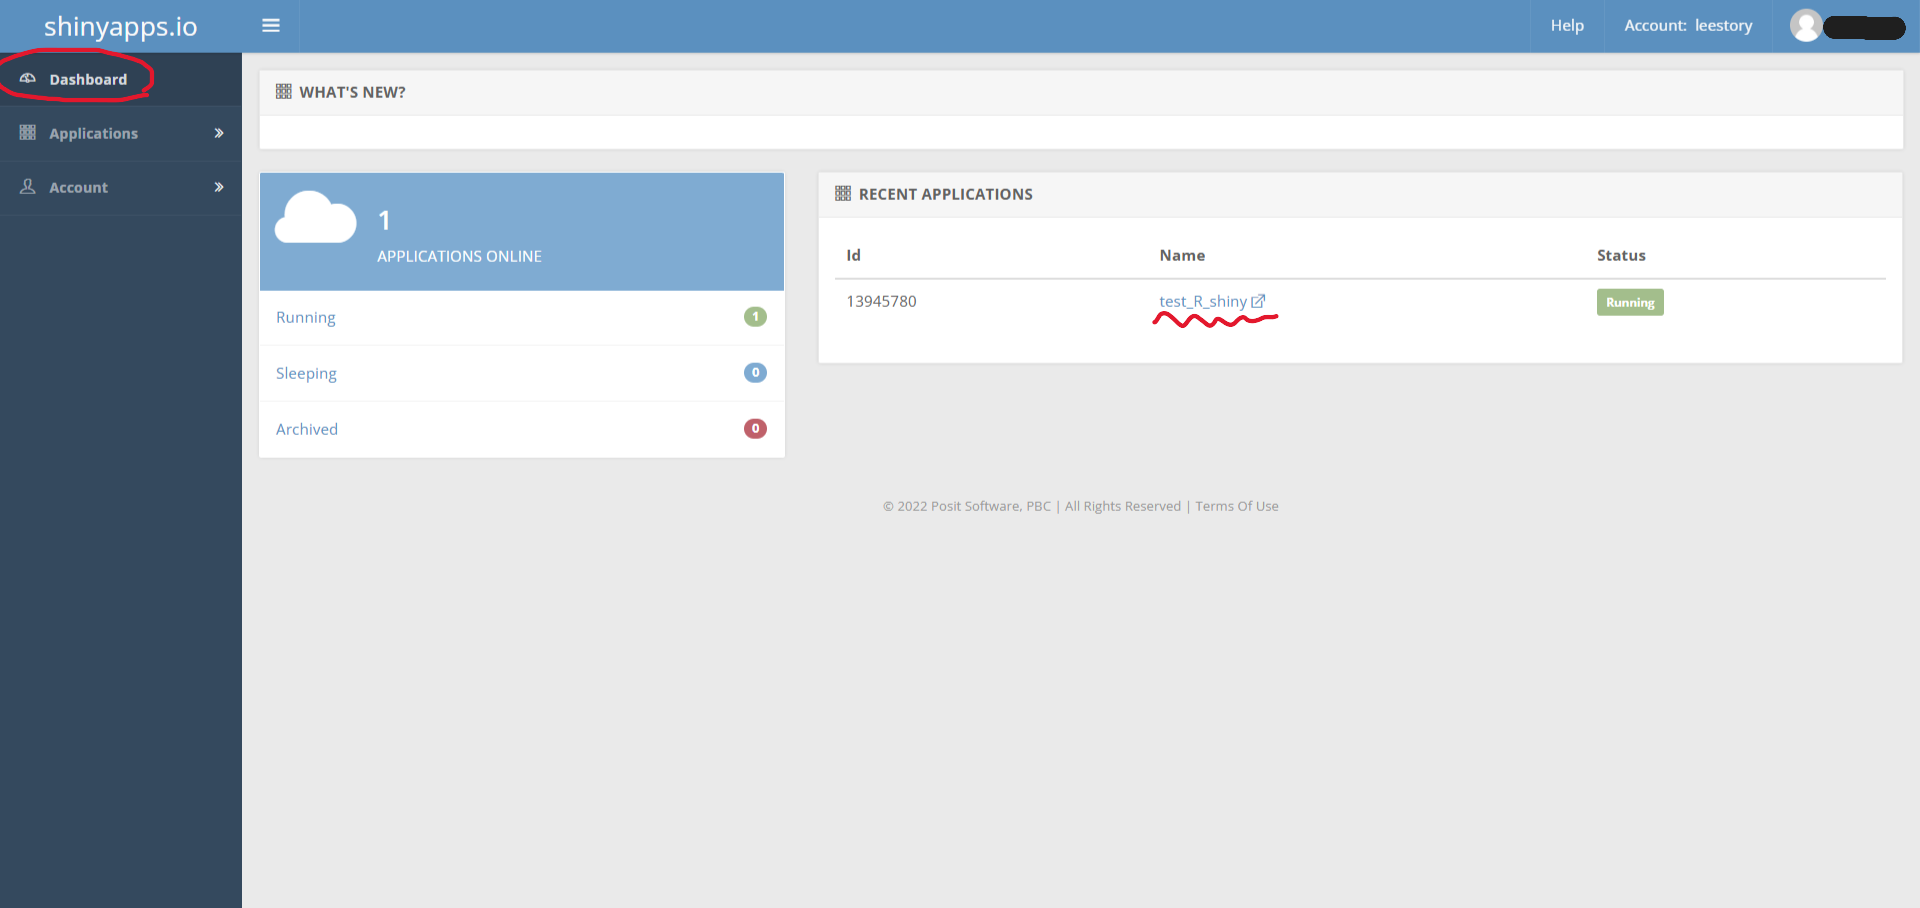 shinyapps.io
Help
Account: leestory
Dashboard
Applications
Account
WHAT'S NEW?
1
APPLICATIONS ONLINE
Running 1
Sleeping 0
Archived 0
RECENT APPLICATIONS
Id Name Status
13945780 test_R_shiny Running
© 2022 Posit Software, PBC | All Rights Reserved | Terms Of Use